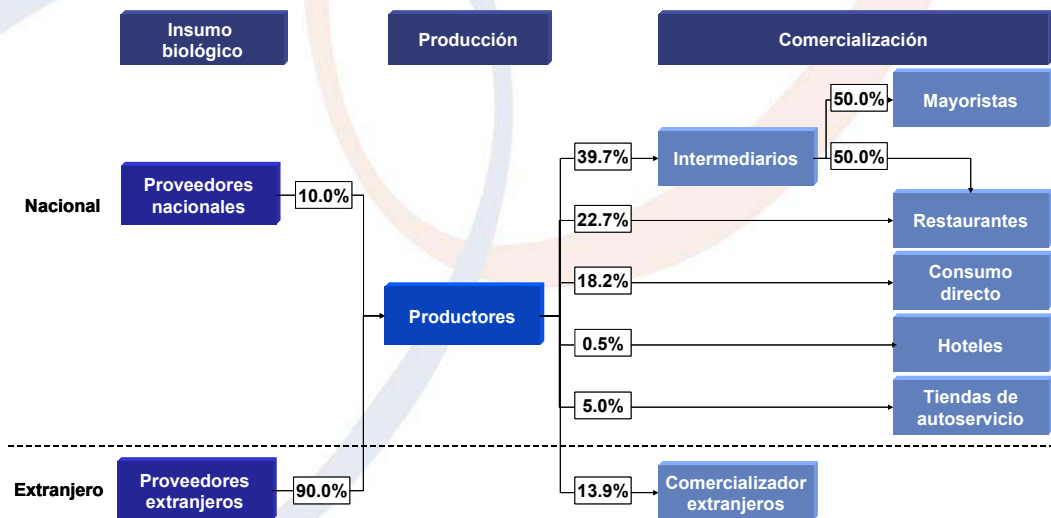 Insumo
biológico
Producción
Comercialización
50.0%
Mayoristas
39.7%
Intermediarios
50.0%
Nacional
Proveedores
nacionales
10.0%
22.7%
Restaurantes
18.2%
Consumo
directo
Productores
0.5%
Hoteles
5.0%
Tiendas de
autoservicio
Extranjero
Proveedores
extranjeros
90.0%
13.9%
Comercializador
extranjeros